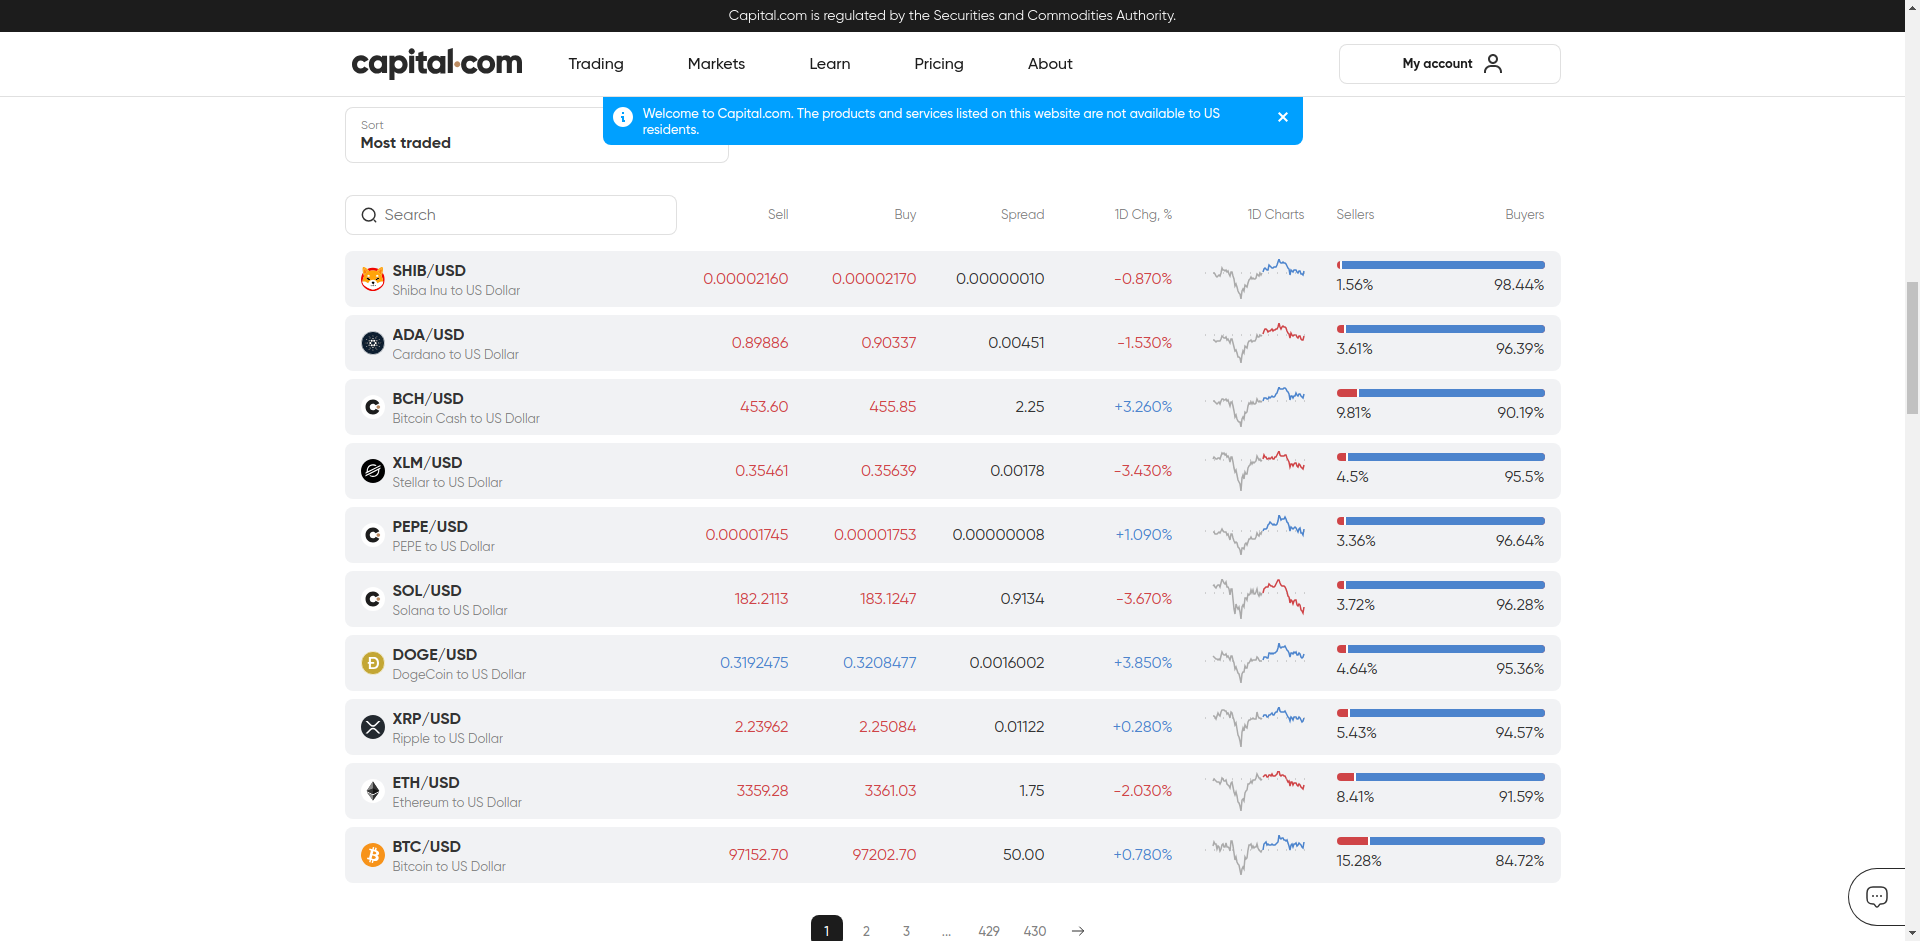 Capital.com is regulated by the Securities and Commodities Authority.
capital.com
Trading
Markets
Learn
Pricing
About
My account
Welcome to Capital.com. The products and services listed on this website are not available to US
residents.
Sort
Most traded
Search
Sell
Buy
Spread
1D Chg, %
1D Charts
Sellers
Buyers
SHIB/USD
Shiba Inu to US Dollar
0.00002160
0.00002170
0.00000010
-0.870%
1.56%
98.44%
ADA/USD
Cardano to US Dollar
0.89886
0.90337
0.00451
-1.530%
3.61%
96.39%
BCH/USD
Bitcoin Cash to US Dollar
453.60
455.85
2.25
+3.260%
9.81%
90.19%
XLM/USD
Stellar to US Dollar
0.35461
0.35639
0.00178
-3.430%
4.5%
95.5%
PEPE/USD
PEPE to US Dollar
0.00001745
0.00001753
0.00000008
+1.090%
3.36%
96.64%
SOL/USD
Solana to US Dollar
182.2113
183.1247
0.9134
-3.670%
3.72%
96.28%
DOGE/USD
DogeCoin to US Dollar
0.3192475
0.3208477
0.0016002
+3.850%
4.64%
95.36%
XRP/USD
Ripple to US Dollar
2.23962
2.25084
0.01122
+0.280%
5.43%
94.57%
ETH/USD
Ethereum to US Dollar
3359.28
3361.03
1.75
-2.030%
8.41%
91.59%
BTC/USD
Bitcoin to US Dollar
97152.70
97202.70
50.00
+0.780%
15.28%
84.72%
1
2
3
...
429
430